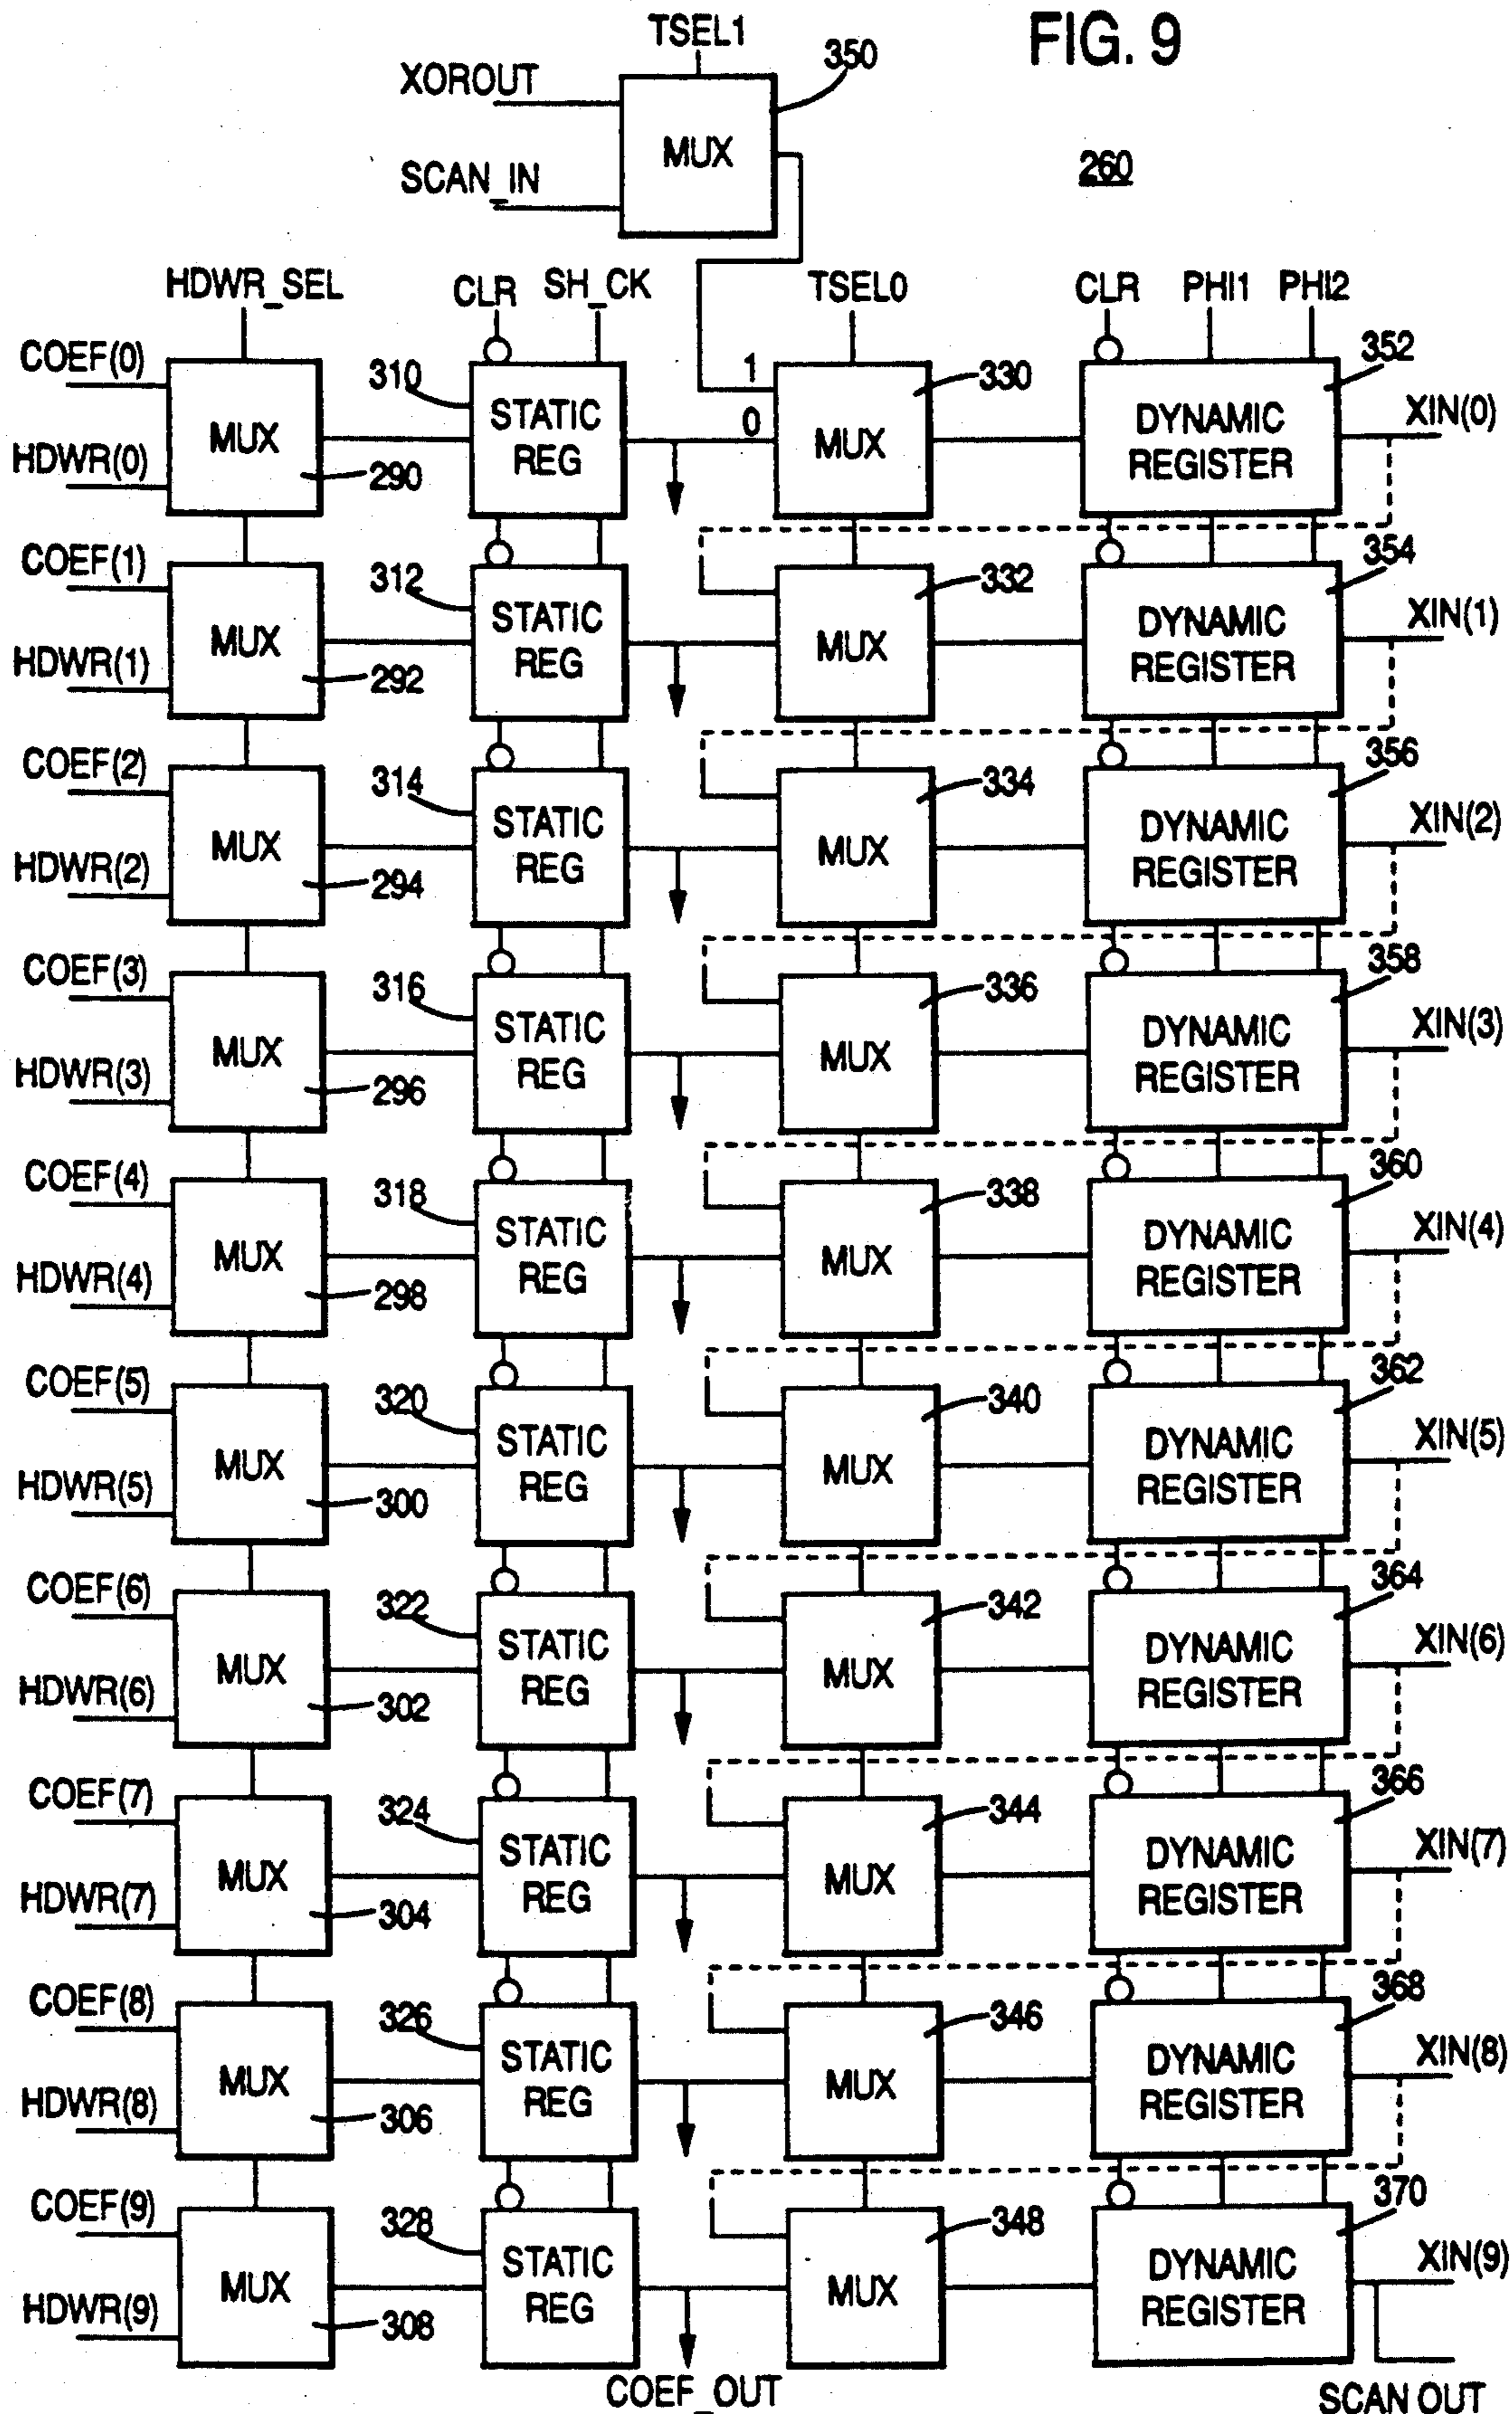 FIG. 9
TSEL1
350
XOROUT
MUX
SCAN_IN
260
HDWR_SEL
CLR
SH_CK
TSEL0
CLR
PHI1
PHI2
COEF(0)
HDWR(0)
MUX
290
310
STATIC
REG
1
0
MUX
330
DYNAMIC
REGISTER
352
XIN(0)
COEF(1)
HDWR(1)
MUX
292
312
STATIC
REG
MUX
332
DYNAMIC
REGISTER
354
XIN(1)
COEF(2)
HDWR(2)
MUX
294
314
STATIC
REG
MUX
334
DYNAMIC
REGISTER
356
XIN(2)
COEF(3)
HDWR(3)
MUX
296
316
STATIC
REG
MUX
336
DYNAMIC
REGISTER
358
XIN(3)
COEF(4)
HDWR(4)
MUX
298
318
STATIC
REG
MUX
338
DYNAMIC
REGISTER
360
XIN(4)
COEF(5)
HDWR(5)
MUX
300
320
STATIC
REG
MUX
340
DYNAMIC
REGISTER
362
XIN(5)
COEF(6)
HDWR(6)
MUX
302
322
STATIC
REG
MUX
342
DYNAMIC
REGISTER
364
XIN(6)
COEF(7)
HDWR(7)
MUX
304
324
STATIC
REG
MUX
344
DYNAMIC
REGISTER
366
XIN(7)
COEF(8)
HDWR(8)
MUX
306
326
STATIC
REG
MUX
346
DYNAMIC
REGISTER
368
XIN(8)
COEF(9)
HDWR(9)
MUX
308
328
STATIC
REG
MUX
348
DYNAMIC
REGISTER
370
XIN(9)
COEF_OUT
SCAN OUT